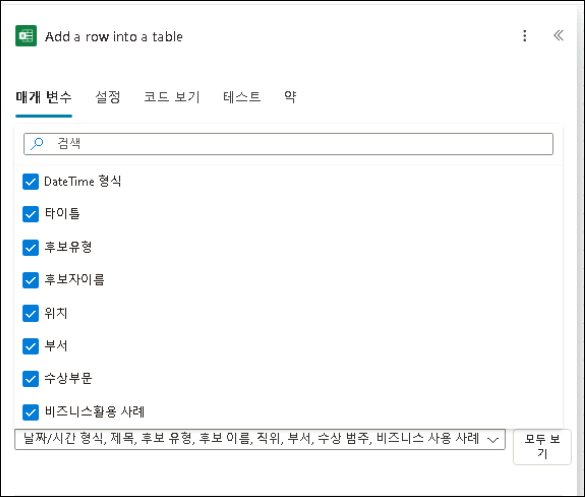 Add a row into a table
매개 변수 설정 코드 보기 테스트 약
검색
DateTime 형식
타이틀
후보유형
후보자이름
위치
부서
수상부문
비즈니스활용 사례
날짜/시간 형식, 제목, 후보 유형, 후보 이름, 직위, 부서, 수상 범주, 비즈니스 사용 사례
모두 보
기